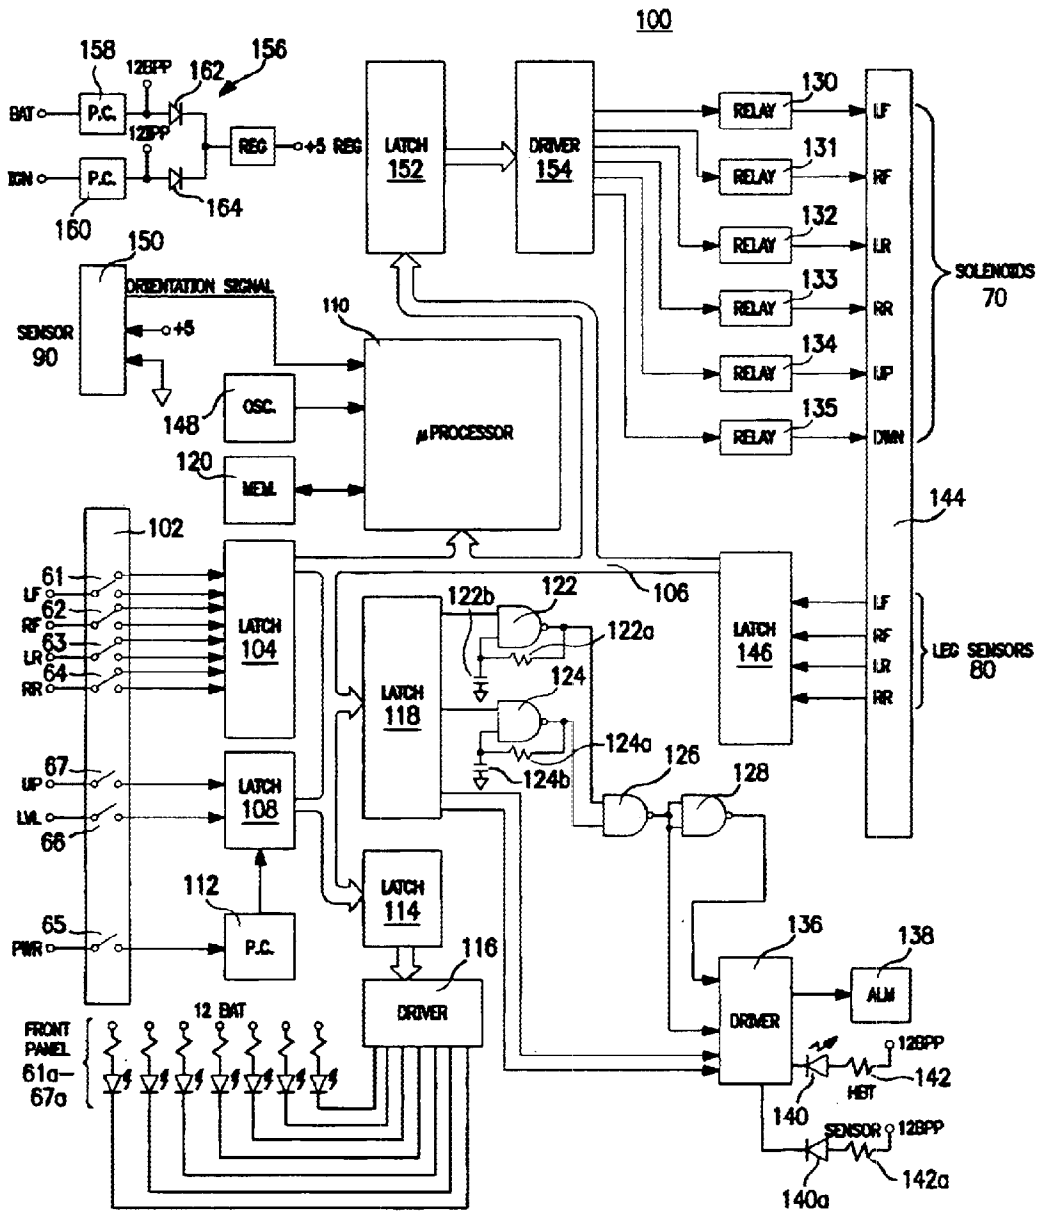 100
158
12BPP
162
156
BAT
P.C.
12IPP
REG
+5 REG
IGN
P.C.
160
164
LATCH
152
DRIVER
154
RELAY
130
LF
RELAY
131
RF
RELAY
132
LR
RELAY
133
RR
RELAY
134
UP
RELAY
135
DWN
SOLENOIDS
70
150
ORIENTATION SIGNAL
SENSOR
90
+5
110
μPROCESSOR
OSC.
148
120
MEM.
144
102
61
LF
62
RF
63
LR
64
RR
LATCH
104
106
LATCH
146
LF
RF
LR
RR
LEG SENSORS
80
122b
122
122a
LATCH
118
124
124a
124b
126
128
67
UP
LVL
66
LATCH
108
LATCH
114
112
P.C.
65
PWR
116
DRIVER
136
DRIVER
138
ALM
12 BAT
FRONT
PANEL
61a-
67a
12BPP
140
HBT
142
SENSOR
12BPP
140a
142a